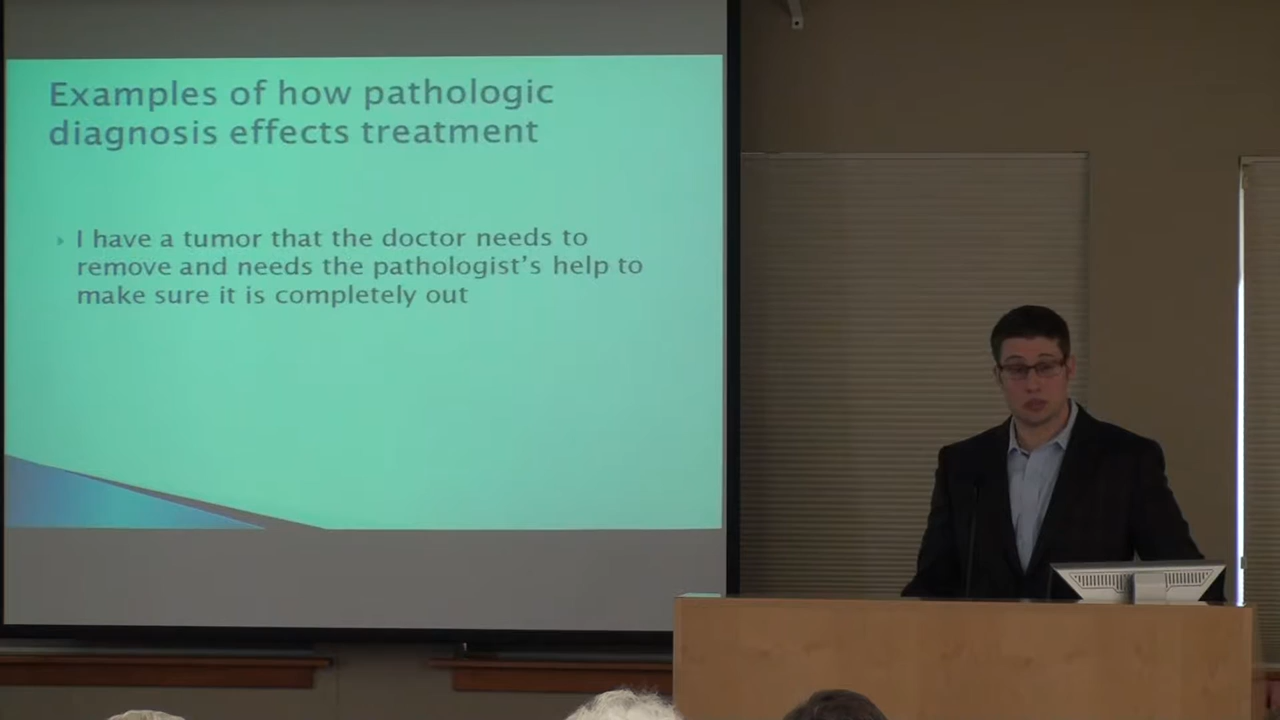 Examples of how pathologic
diagnosis effects treatment
I have a tumor that the doctor needs to
remove and needs the pathologist's help to
make sure it is completely out